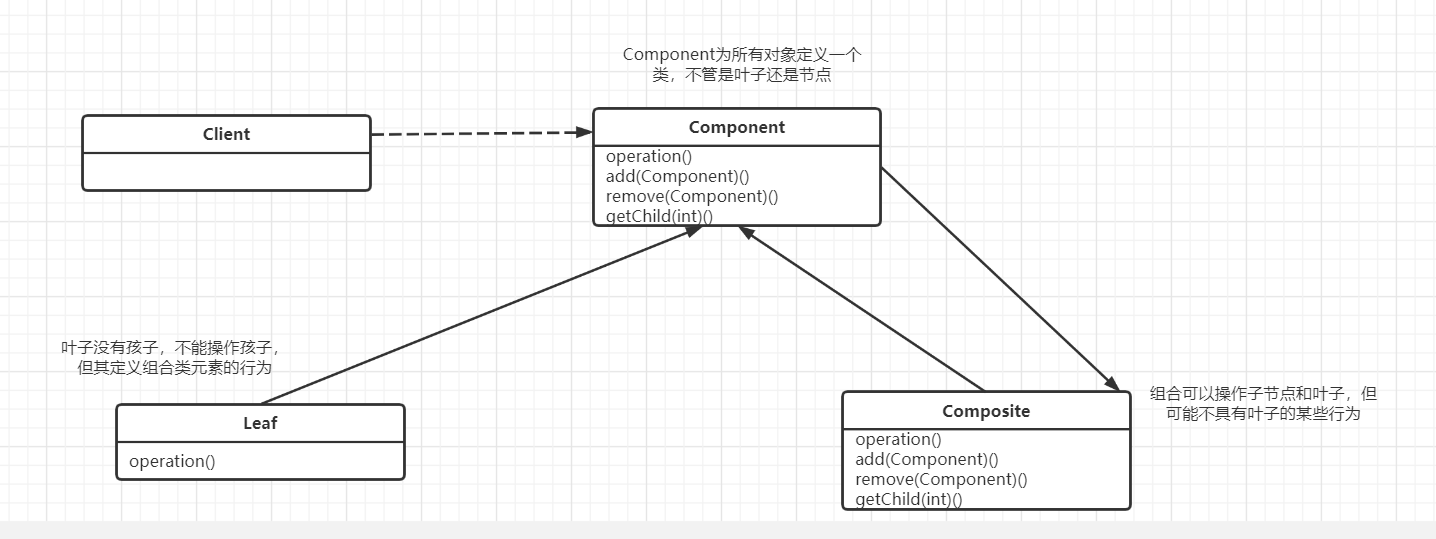 Component为所有对象定义一个
类，不管是叶子还是节点
Client
Component
operation()
add(Component)()
remove(Component)()
getChild(int)()
叶子没有孩子，不能操作孩子，
但其定义组合类元素的行为
Leaf
operation()
Composite
operation()
add(Component)()
remove(Component)()
getChild(int)()
组合可以操作子节点和叶子，但
可能不具有叶子的某些行为